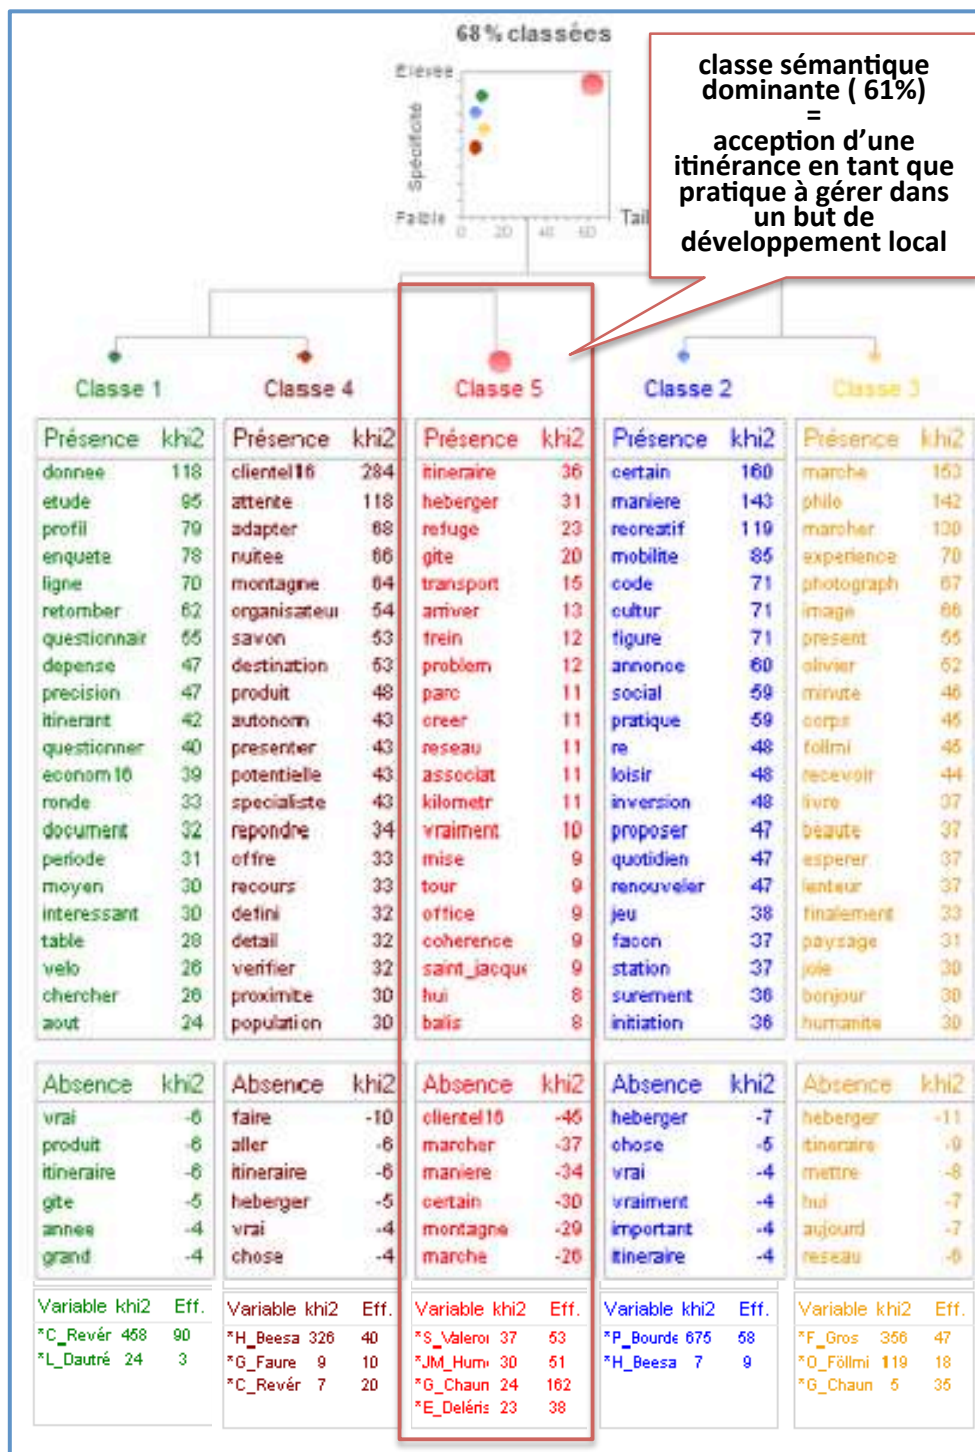 68% classées
Elevée
Spécificité
Faible
0 20 40 60
Tail
classe sémantique
dominante ( 61%)
=
acception d'une
itinérance en tant que
pratique à gérer dans
un but de
développement local
Classe 1
Présence khi2
donnee 118
etude 95
profil 79
enquete 78
ligne 70
retomber 62
questionnair 55
depense 47
precision 47
itinerant 42
questionner 40
econom16 39
ronde 33
document 32
periode 31
moyen 30
interessant 30
table 28
velo 26
chercher 26
aout 24
Absence khi2
vrai -6
produit -6
itineraire -6
gite -5
annee -4
grand -4
Variable khi2 Eff.
*C_Revér 458 90
*L_Dautré 24 3
Classe 4
Présence khi2
clientel16 284
attente 118
adapter 68
nuitee 66
montagne 64
organisateu 54
savon 53
destination 53
produit 48
autonom 43
presenter 43
potentielle 43
specialiste 43
repondre 34
offre 33
recours 33
defini 32
detail 32
verifier 32
proximite 30
population 30
Absence khi2
faire -10
aller -6
itineraire -6
heberger -5
vrai -4
chose -4
Variable khi2 Eff.
*H_Beesa 326 40
*G_Faure 9 10
*C_Revér 7 20
Classe 5
Présence khi2
itineraire 36
heberger 31
refuge 23
gite 20
transport 15
arriver 13
frein 12
problem 12
parc 11
creer 11
reseau 11
associat 11
kilometr 11
vraiment 10
mise 9
tour 9
office 9
coherence 9
saint_jacque 9
hui 8
balis 8
Absence khi2
clientel16 -45
marcher -37
maniere -34
certain -30
montagne -29
marche -26
Variable khi2 Eff.
*S_Valero 37 53
*JM_Hum 30 51
*G_Chaun 24 162
*E_Deléris 23 38
Classe 2
Présence khi2
certain 160
maniere 143
recreatif 119
mobilite 85
code 71
cultur 71
figure 71
annonce 60
social 59
pratique 59
re 48
loisir 48
inversion 48
proposer 47
quotidien 47
renouveler 47
jeu 38
facon 37
station 37
surement 36
initiation 36
Absence khi2
heberger -7
chose -5
vrai -4
vraiment -4
important -4
itineraire -4
Variable khi2 Eff.
*P_Bourde 675 58
*H_Beesa 7 9
Classe 3
Présence khi2
marche 153
philo 142
marcher 130
experience 70
photograph 67
image 66
present 55
olivier 52
minute 46
corps 45
follmi 45
recevoir 44
livre 37
beaute 37
esperer 37
lenteur 37
finalement 33
paysage 31
joie 30
bonjour 30
humanite 30
Absence khi2
heberger -11
itineraire -9
mettre -8
hui -7
aujourd -7
reseau -6
Variable khi2 Eff.
*F_Gros 356 47
*O_Föllmi 119 18
*G_Chaun 5 35